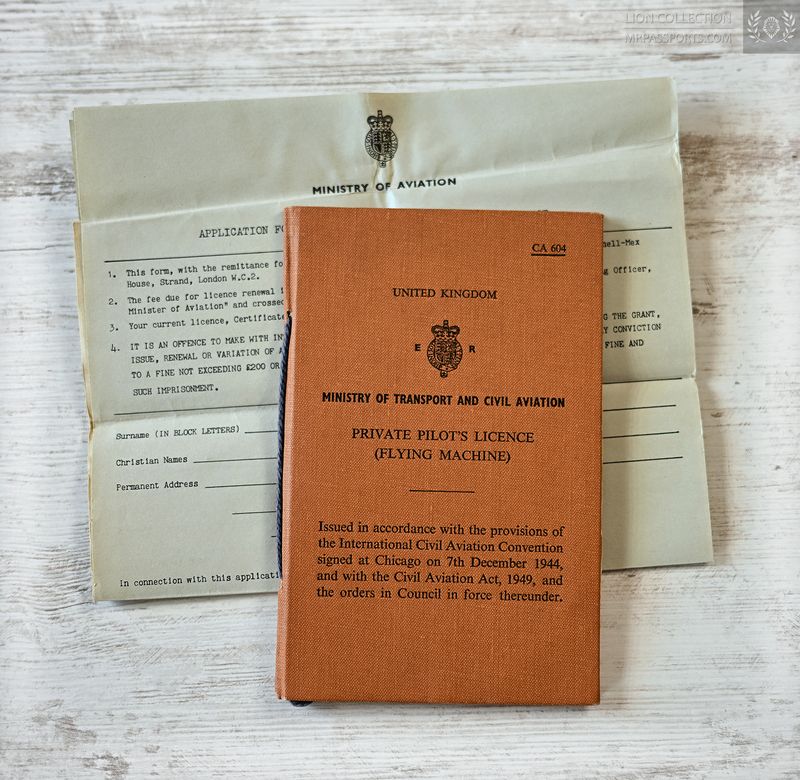 LION COLLECTION
MRPASSPORTS.COM
MINISTRY OF AVIATION
APPLICATION
1. This form, with the remittance
House, Strand, London W.C.2.
2. The fee due for licence renewal
Minister of Aviation" and crossed
3. Your current licence, Certificate
4. IT IS AN OFFENCE TO MAKE WITH
ISSUE, RENEWAL OR VARIATION OF
TO A FINE NOT EXCEEDING £200 OR
SUCH IMPRISONMENT.
Surname (IN BLOCK LETTERS)
Christian Names
Permanent Address
In connection with this
hell-Mex
Officer,
THE GRANT,
CONVICTION
FINE AND
CA 604
UNITED KINGDOM
E R
MINISTRY OF TRANSPORT AND CIVIL AVIATION
PRIVATE PILOT'S LICENCE
(FLYING MACHINE)
Issued in accordance with the provisions of
the International Civil Aviation Convention
signed at Chicago on 7th December 1944,
and with the Civil Aviation Act, 1949, and
the orders in Council in force thereunder.